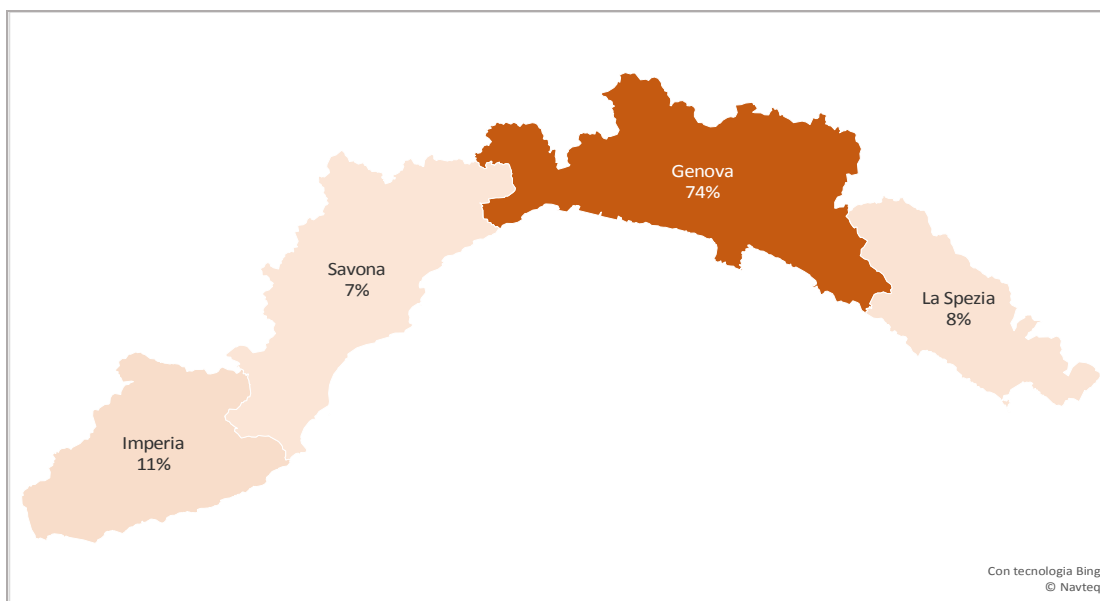 Genova
74%
Savona
7%
La Spezia
8%
Imperia
11%
Con tecnologia Bing
© Navteq